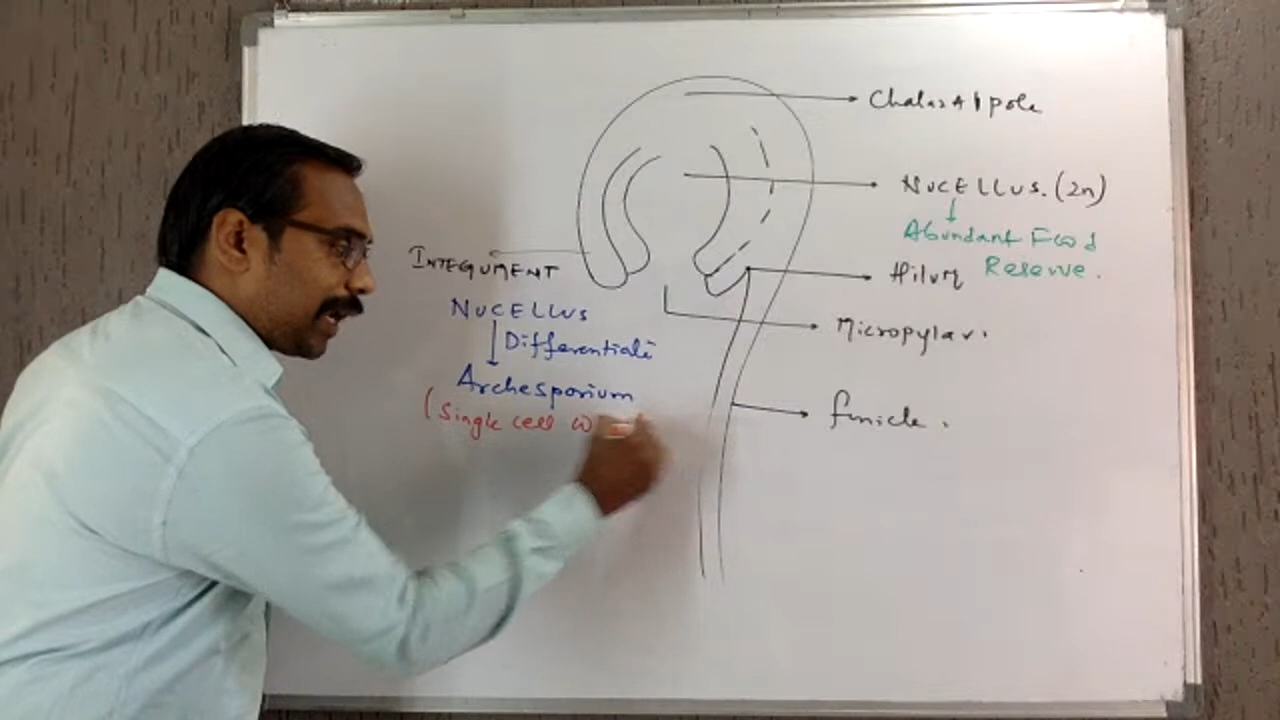 Chalazal pole
NUCELLUS. (2n)
Abundant Food
Reserve.
Hilum
INTEGUMENT
NUCELLUS
Micropylar.
Differentiate
Archesporium
(Single cell w
funicle.